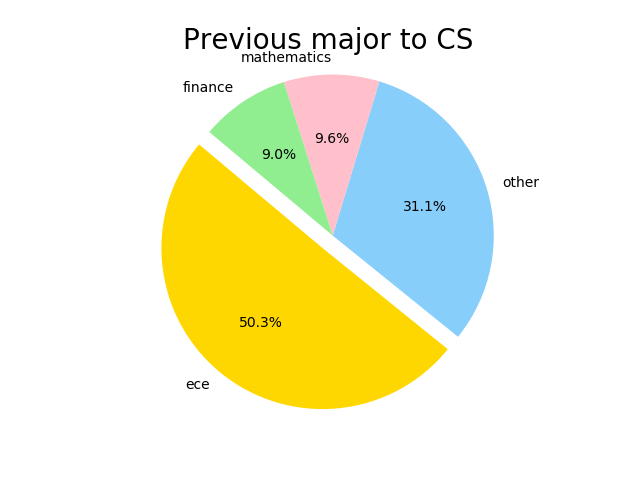 Previous major to CS
mathematics
finance
9.6%
9.0%
other
31.1%
50.3%
ece